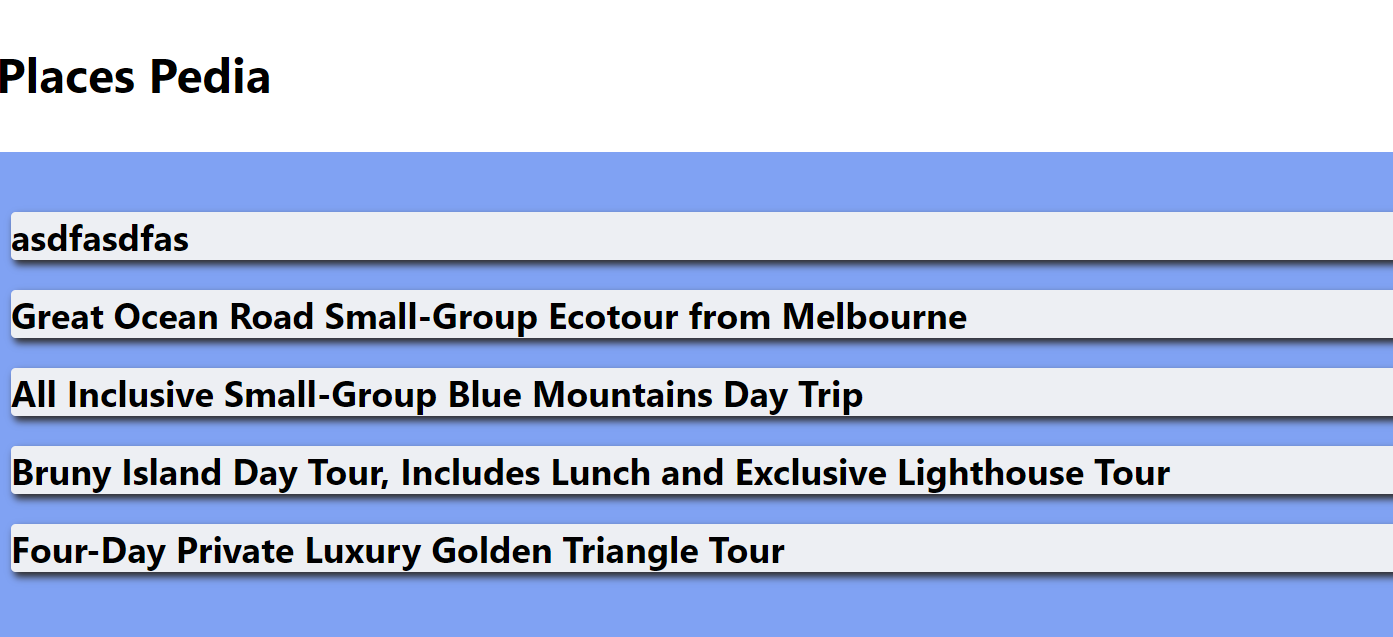 Places Pedia
asdfasdfas
Great Ocean Road Small-Group Ecotour from Melbourne
All Inclusive Small-Group Blue Mountains Day Trip
Bruny Island Day Tour, Includes Lunch and Exclusive Lighthouse Tour
Four-Day Private Luxury Golden Triangle Tour